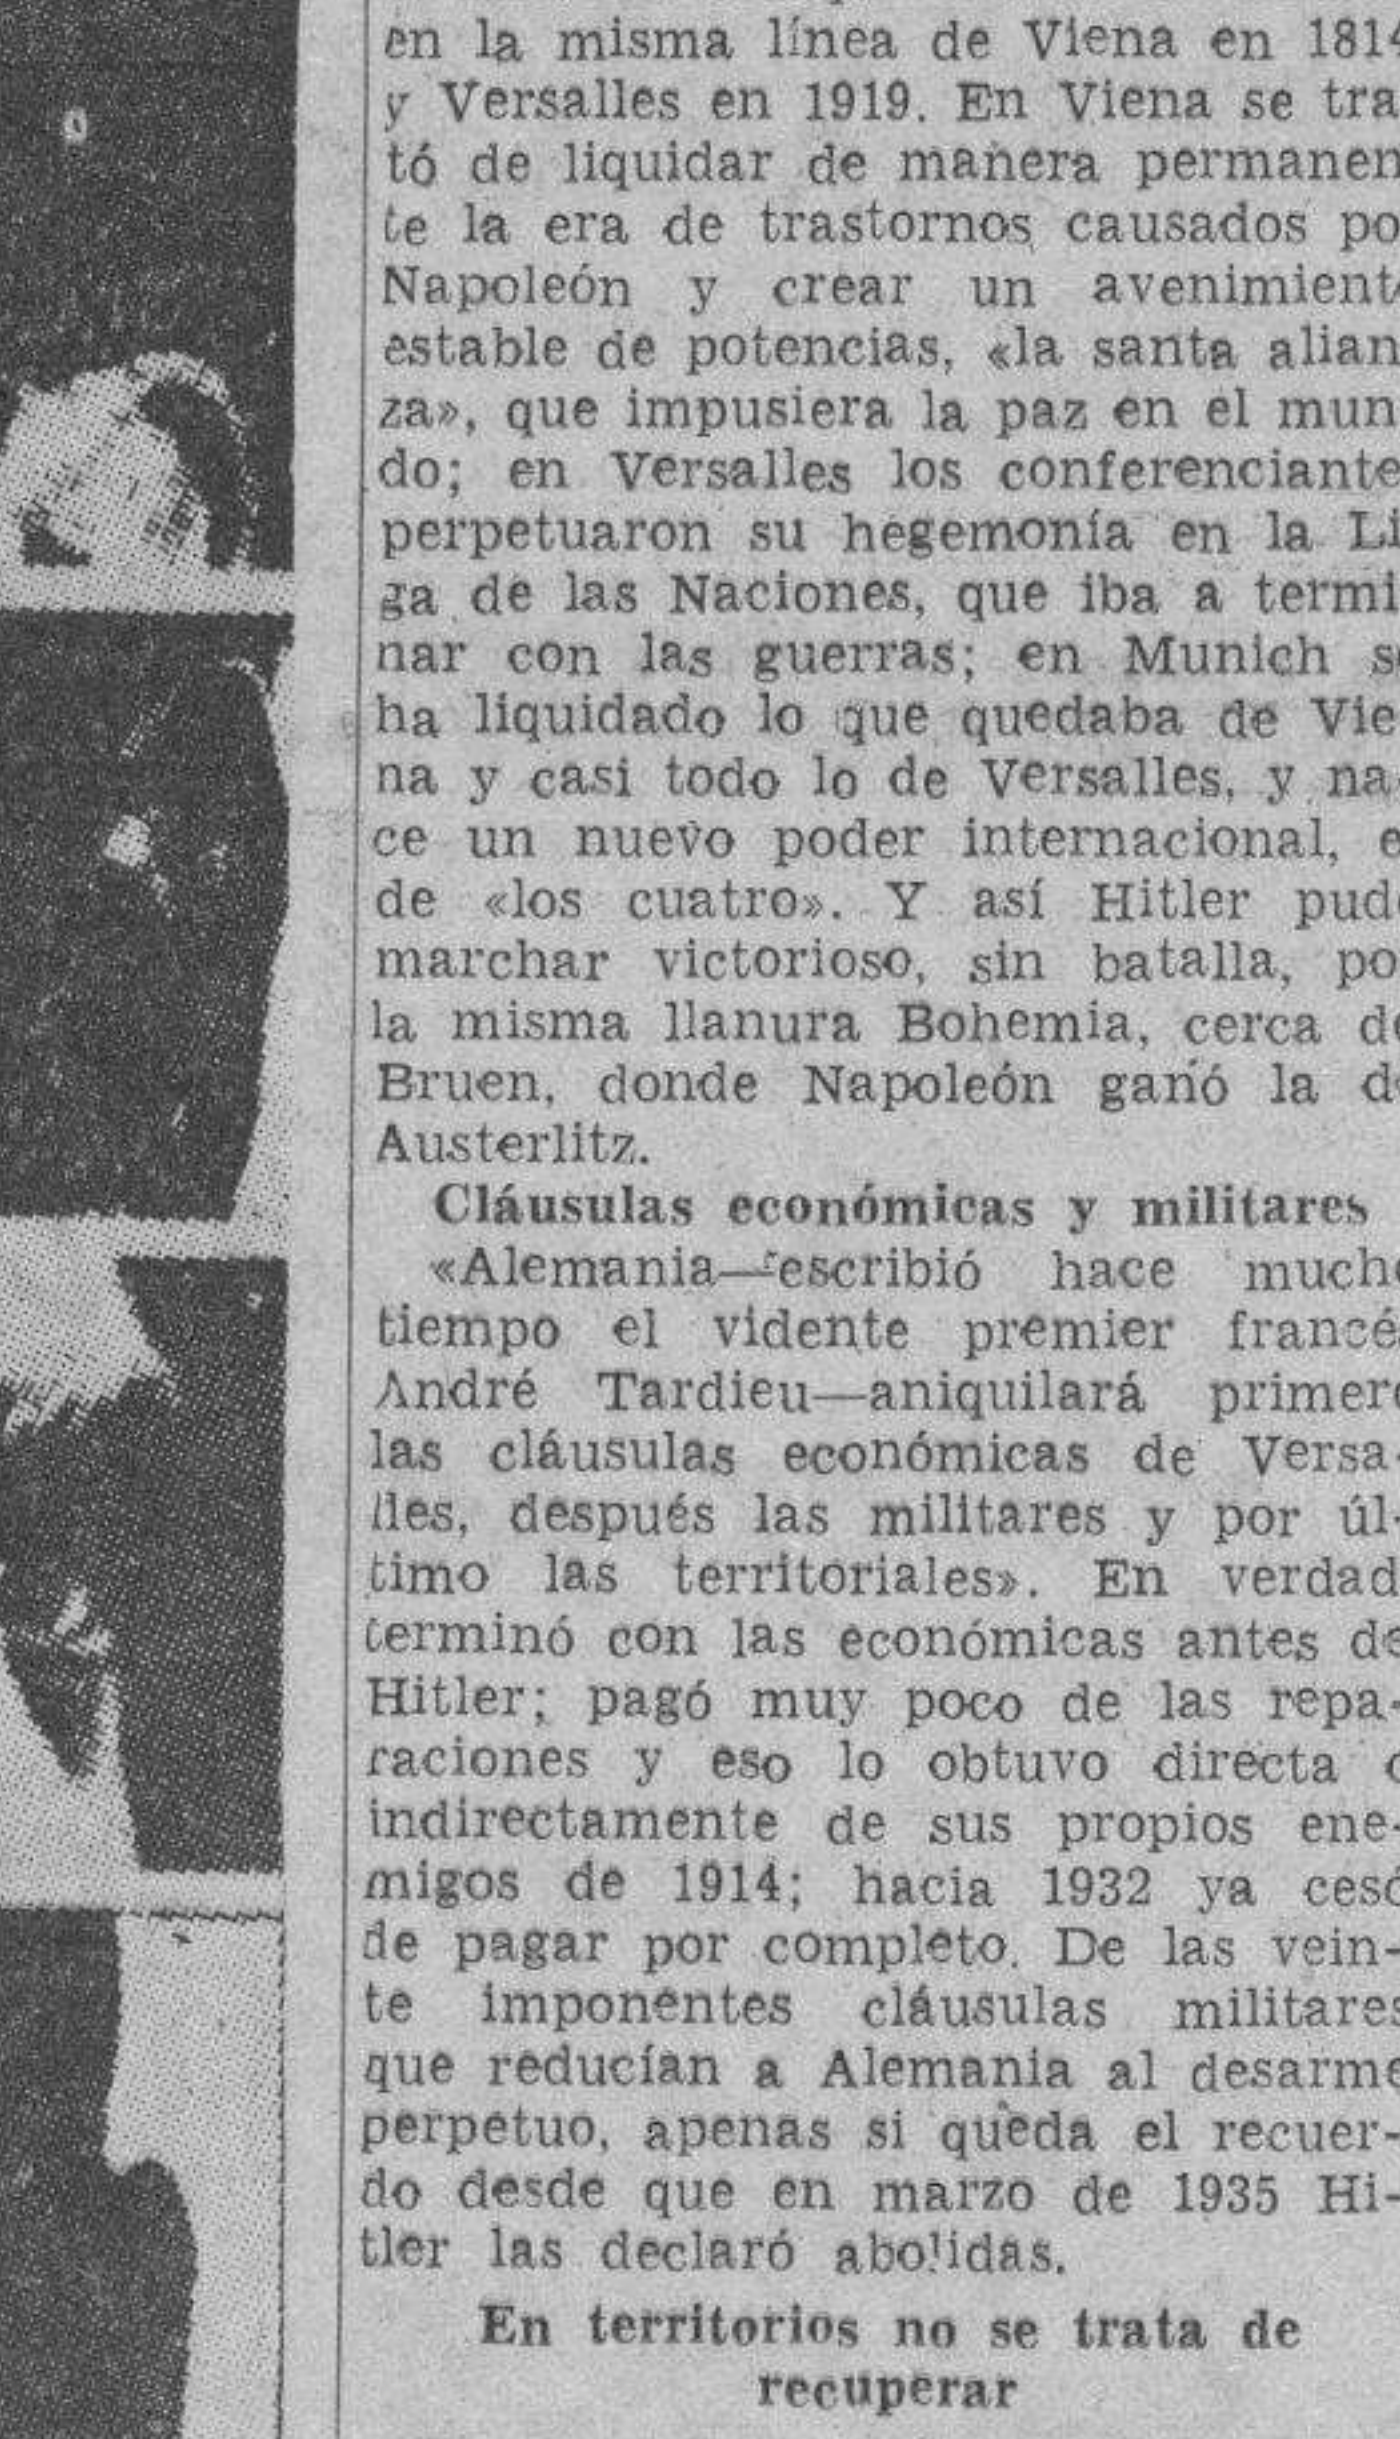 en la misma línea de Viena en 1814
y Versalles en 1919. En Viena se tra-
tó de liquidar de manera permanen-
te la era de trastornos causados po
Napoleón y crear un avenimient
estable de potencias, «la santa alian-
za», que impusiera la paz en el mun-
do; en Versalles los conferenciante
perpetuaron su hegemonía en la Li-
ga de las Naciones, que iba a termi-
nar con las guerras; en Munich s
ha liquidado lo que quedaba de Vie-
na y casi todo lo de Versalles, y na-
ce un nuevo poder internacional, e
de «los cuatro». Y así Hitler pud
marchar victorioso, sin batalla, po
la misma llanura Bohemia, cerca d
Bruen, donde Napoleón ganó la d
Austerlitz.
Cláusulas económicas y militares
«Alemania—escribió hace mucho
tiempo el vidente premier francé
André Tardieu—aniquilará primero
las cláusulas económicas de Versa-
lles, después las militares y por úl-
timo las territoriales». En verdad
terminó con las económicas antes de
Hitler; pagó muy poco de las repa-
raciones y eso lo obtuvo directa o
indirectamente de sus propios ene-
migos de 1914; hacia 1932 ya cesó
de pagar por completo. De las vein-
te imponentes cláusulas militares
que reducían a Alemania al desarme
perpetuo, apenas si queda el recuer-
do desde que en marzo de 1935 Hi-
tler las declaró abolidas.
En territorios no se trata de
recuperar